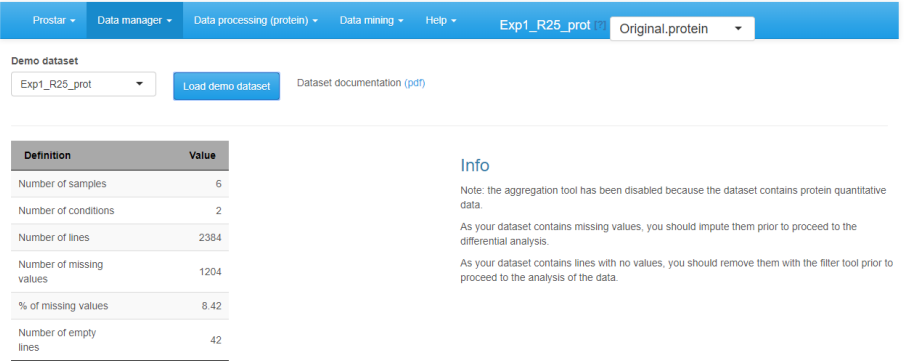 Prostar Data manager Data processing (protein) Data mining Help Exp1_R25_prot [?] Original.protein
Demo dataset
Exp1_R25_prot Load demo dataset Dataset documentation (pdf)
Definition Value
Number of samples 6
Number of conditions 2
Number of lines 2384
Number of missing
values 1204
% of missing values 8.42
Number of empty
lines 42
Info
Note: the aggregation tool has been disabled because the dataset contains protein quantitative
data.
As your dataset contains missing values, you should impute them prior to proceed to the
differential analysis.
As your dataset contains lines with no values, you should remove them with the filter tool prior to
proceed to the analysis of the data.